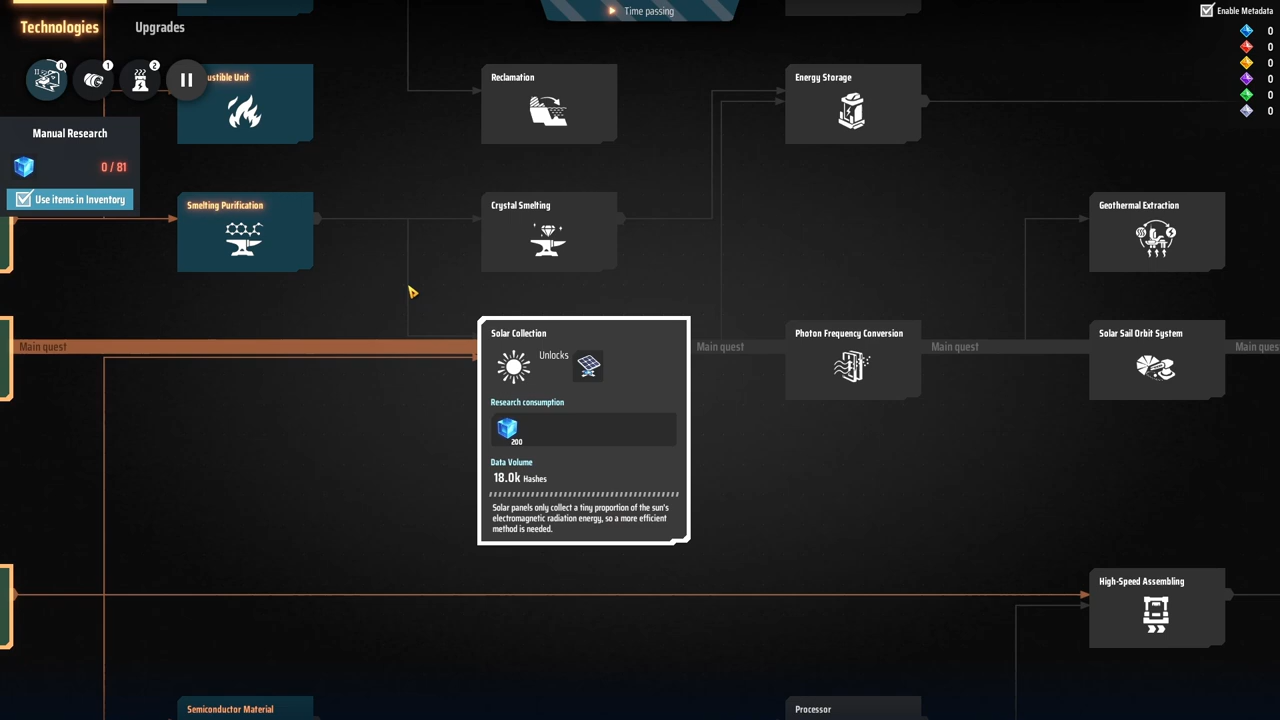 Time passing
Technologies
Upgrades
Enable Metadata
0
0
0
0
0
0
0
1
2
ustible Unit
Reclamation
Energy Storage
Manual Research
0 / 81
Use items in Inventory
Smelting Purification
Crystal Smelting
Geothermal Extraction
Main quest
Solar Collection
Unlocks
Research consumption
200
Data Volume
18.0k Hashes
Solar panels only collect a tiny proportion of the sun's
electromagnetic radiation energy, so a more efficient
method is needed.
Main quest
Photon Frequency Conversion
Main quest
Solar Sail Orbit System
Main ques
High-Speed Assembling
Semiconductor Material
Processor